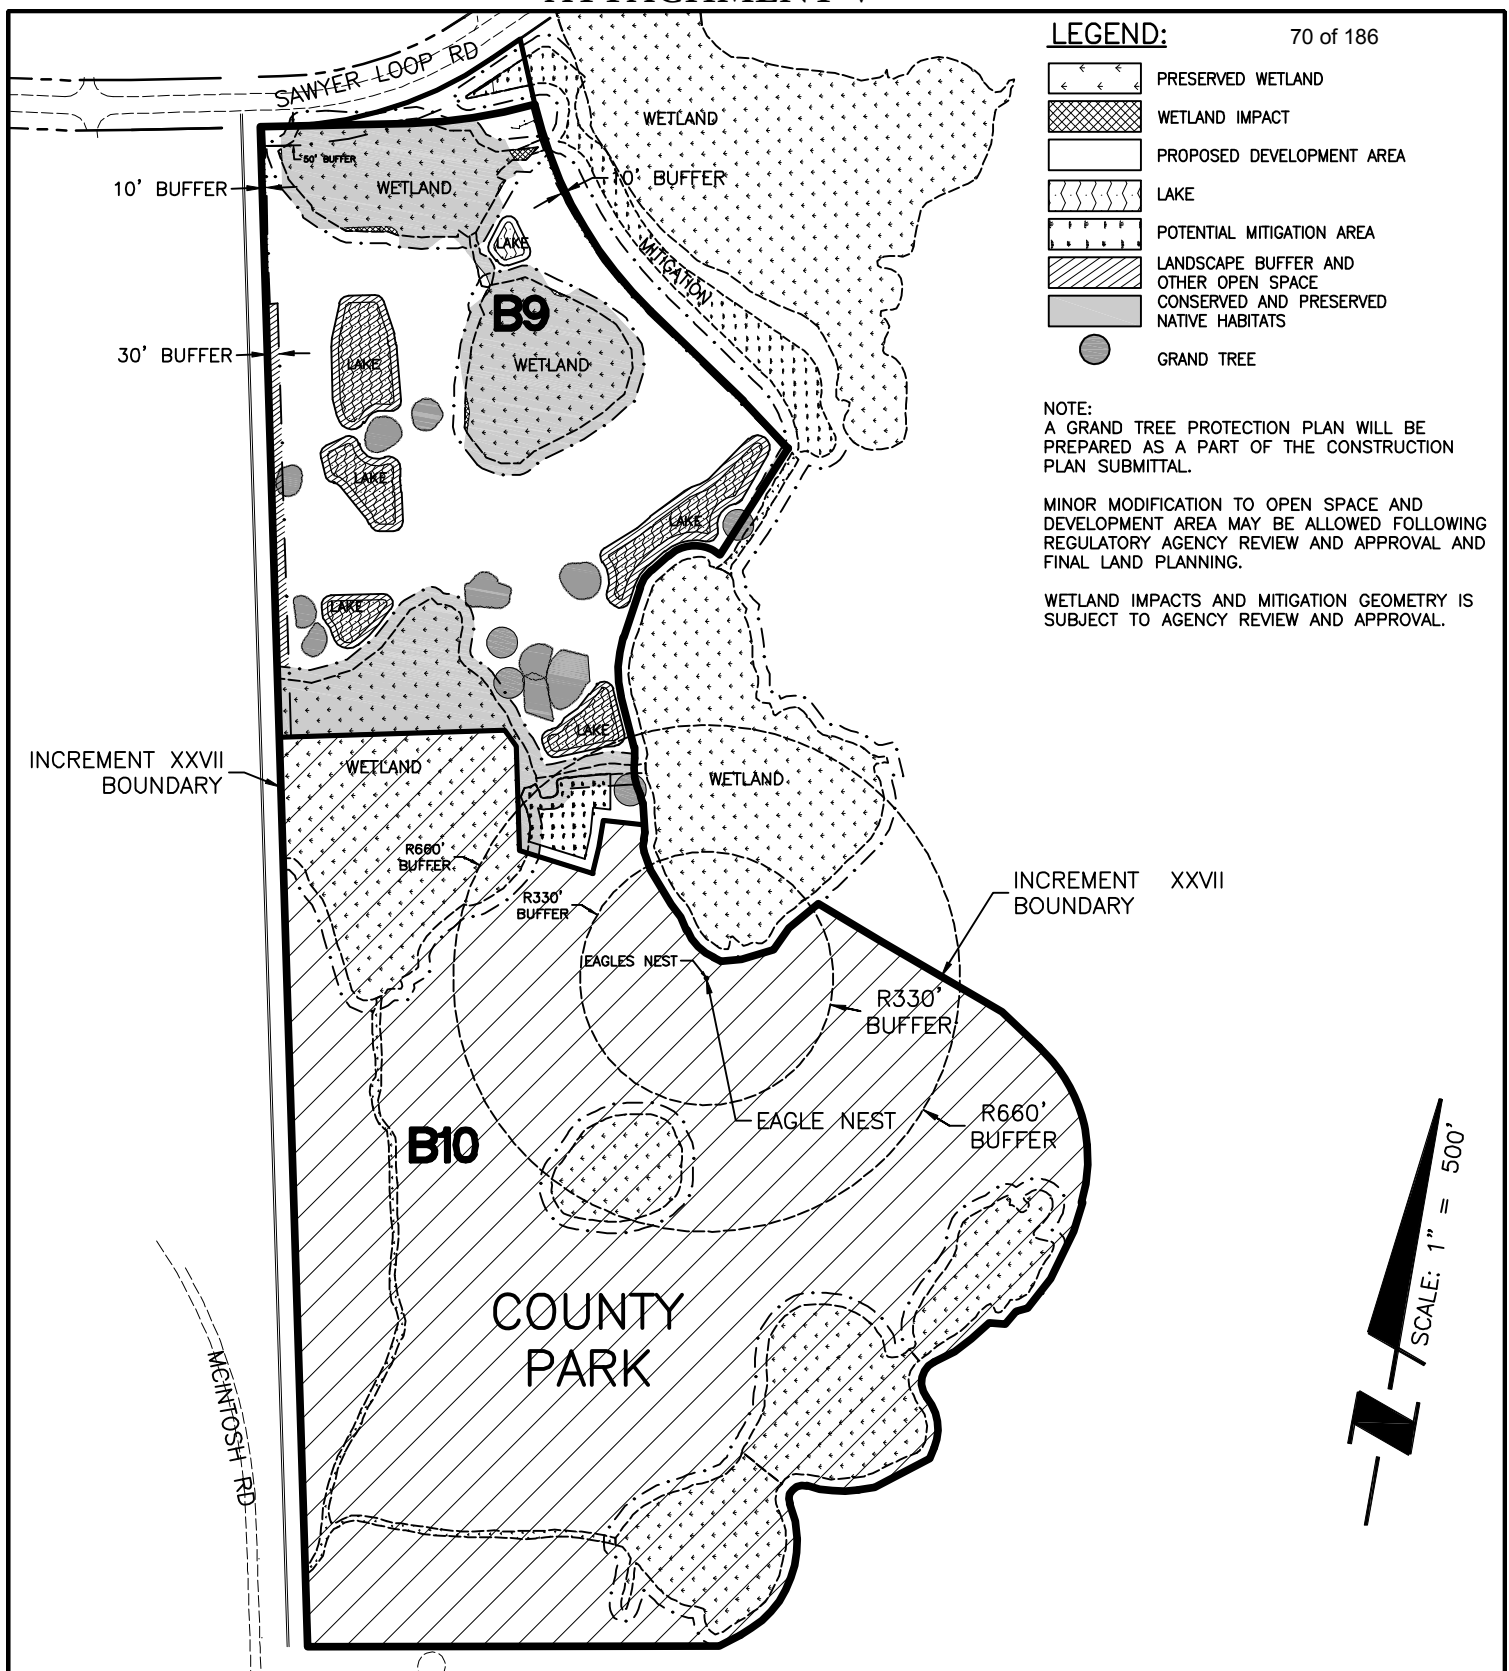 LEGEND:
70 of 186
PRESERVED WETLAND
WETLAND IMPACT
PROPOSED DEVELOPMENT AREA
LAKE
POTENTIAL MITIGATION AREA
LANDSCAPE BUFFER AND
OTHER OPEN SPACE
CONSERVED AND PRESERVED
NATIVE HABITATS
GRAND TREE
NOTE:
A GRAND TREE PROTECTION PLAN WILL BE
PREPARED AS A PART OF THE CONSTRUCTION
PLAN SUBMITTAL.
MINOR MODIFICATION TO OPEN SPACE AND
DEVELOPMENT AREA MAY BE ALLOWED FOLLOWING
REGULATORY AGENCY REVIEW AND APPROVAL AND
FINAL LAND PLANNING.
WETLAND IMPACTS AND MITIGATION GEOMETRY IS
SUBJECT TO AGENCY REVIEW AND APPROVAL.
SAWYER LOOP RD
WETLAND
50' BUFFER
10' BUFFER
WETLAND
10' BUFFER
LAKE
MITIGATION
B9
30' BUFFER
LAKE
WETLAND
LAKE
LAKE
LAKE
LAKE
INCREMENT XXVII
BOUNDARY
WETLAND
WETLAND
R660'
BUFFER
R330'
BUFFER
INCREMENT XXVII
BOUNDARY
EAGLES NEST
R330'
BUFFER
EAGLE NEST
R660'
BUFFER
B10
COUNTY
PARK
MCINTOSH RD
SCALE: 1" = 500'
N